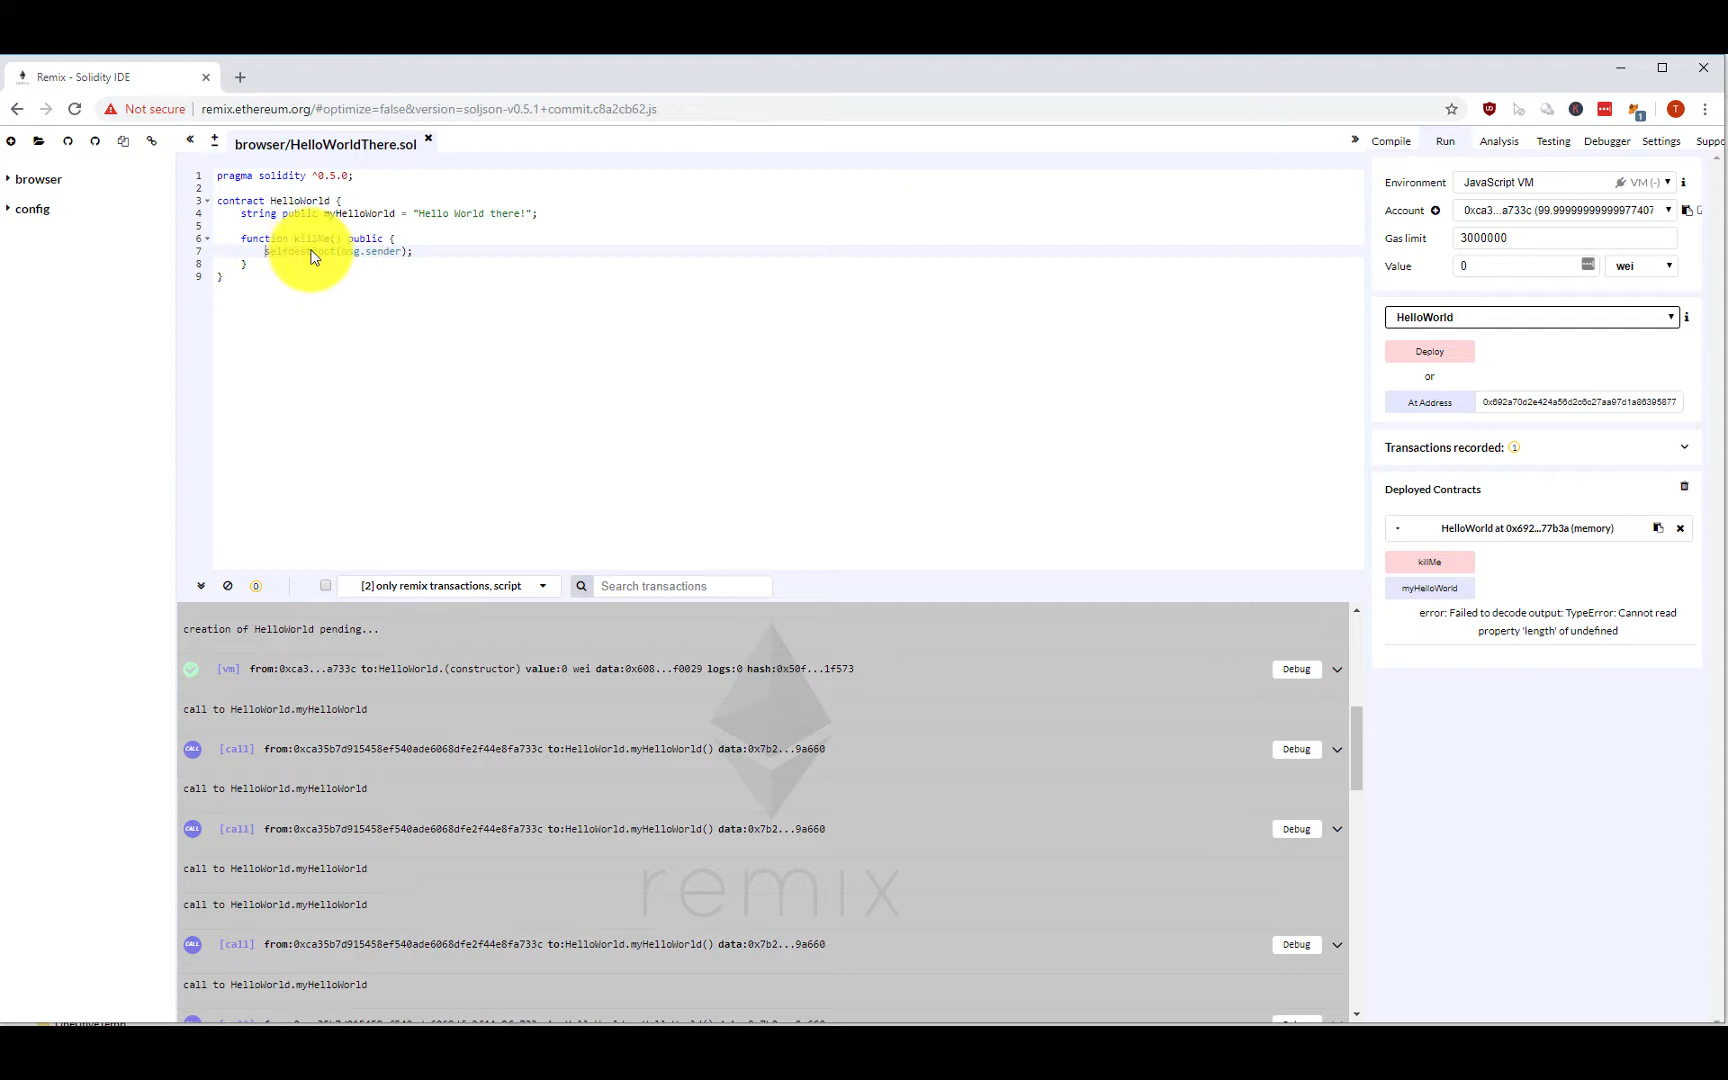 Remix - Solidity IDE
Not secure
remix.ethereum.org/#optimize=false&version=soljson-v0.5.1+commit.c8a2cb62.js
T
1
browser/HelloWorldThere.sol
Compile
Run
Analysis
Testing
Debugger
Settings
Suppo
browser
config
1 pragma solidity ^0.5.0;
2
3 contract HelloWorld {
4 string public myHelloWorld = "Hello World there!";
5
6 function killMe() public {
7 selfdestruct(msg.sender);
8 }
9 }
Environment
JavaScript VM
VM (-)
Account
0xca3...a733c (99.99999999999977407
Gas limit
3000000
Value
0
wei
HelloWorld
Deploy
or
At Address
0x692a70d2e424a56d2c6c27aa97d1a86395877
Transactions recorded: 1
Deployed Contracts
HelloWorld at 0x692...77b3a (memory)
killMe
myHelloWorld
error: Failed to decode output: TypeError: Cannot read
property 'length' of undefined
0
[2] only remix transactions, script
Search transactions
creation of HelloWorld pending...
[vm] from:0xca3...a733c to:HelloWorld.(constructor) value:0 wei data:0x608...f0029 logs:0 hash:0x50f...1f573
Debug
call to HelloWorld.myHelloWorld
CALL [call] from:0xca35b7d915458ef540ade6068dfe2f44e8fa733c to:HelloWorld.myHelloWorld() data:0x7b2...9a660
Debug
call to HelloWorld.myHelloWorld
CALL [call] from:0xca35b7d915458ef540ade6068dfe2f44e8fa733c to:HelloWorld.myHelloWorld() data:0x7b2...9a660
Debug
call to HelloWorld.myHelloWorld
remix
call to HelloWorld.myHelloWorld
CALL [call] from:0xca35b7d915458ef540ade6068dfe2f44e8fa733c to:HelloWorld.myHelloWorld() data:0x7b2...9a660
Debug
call to HelloWorld.myHelloWorld